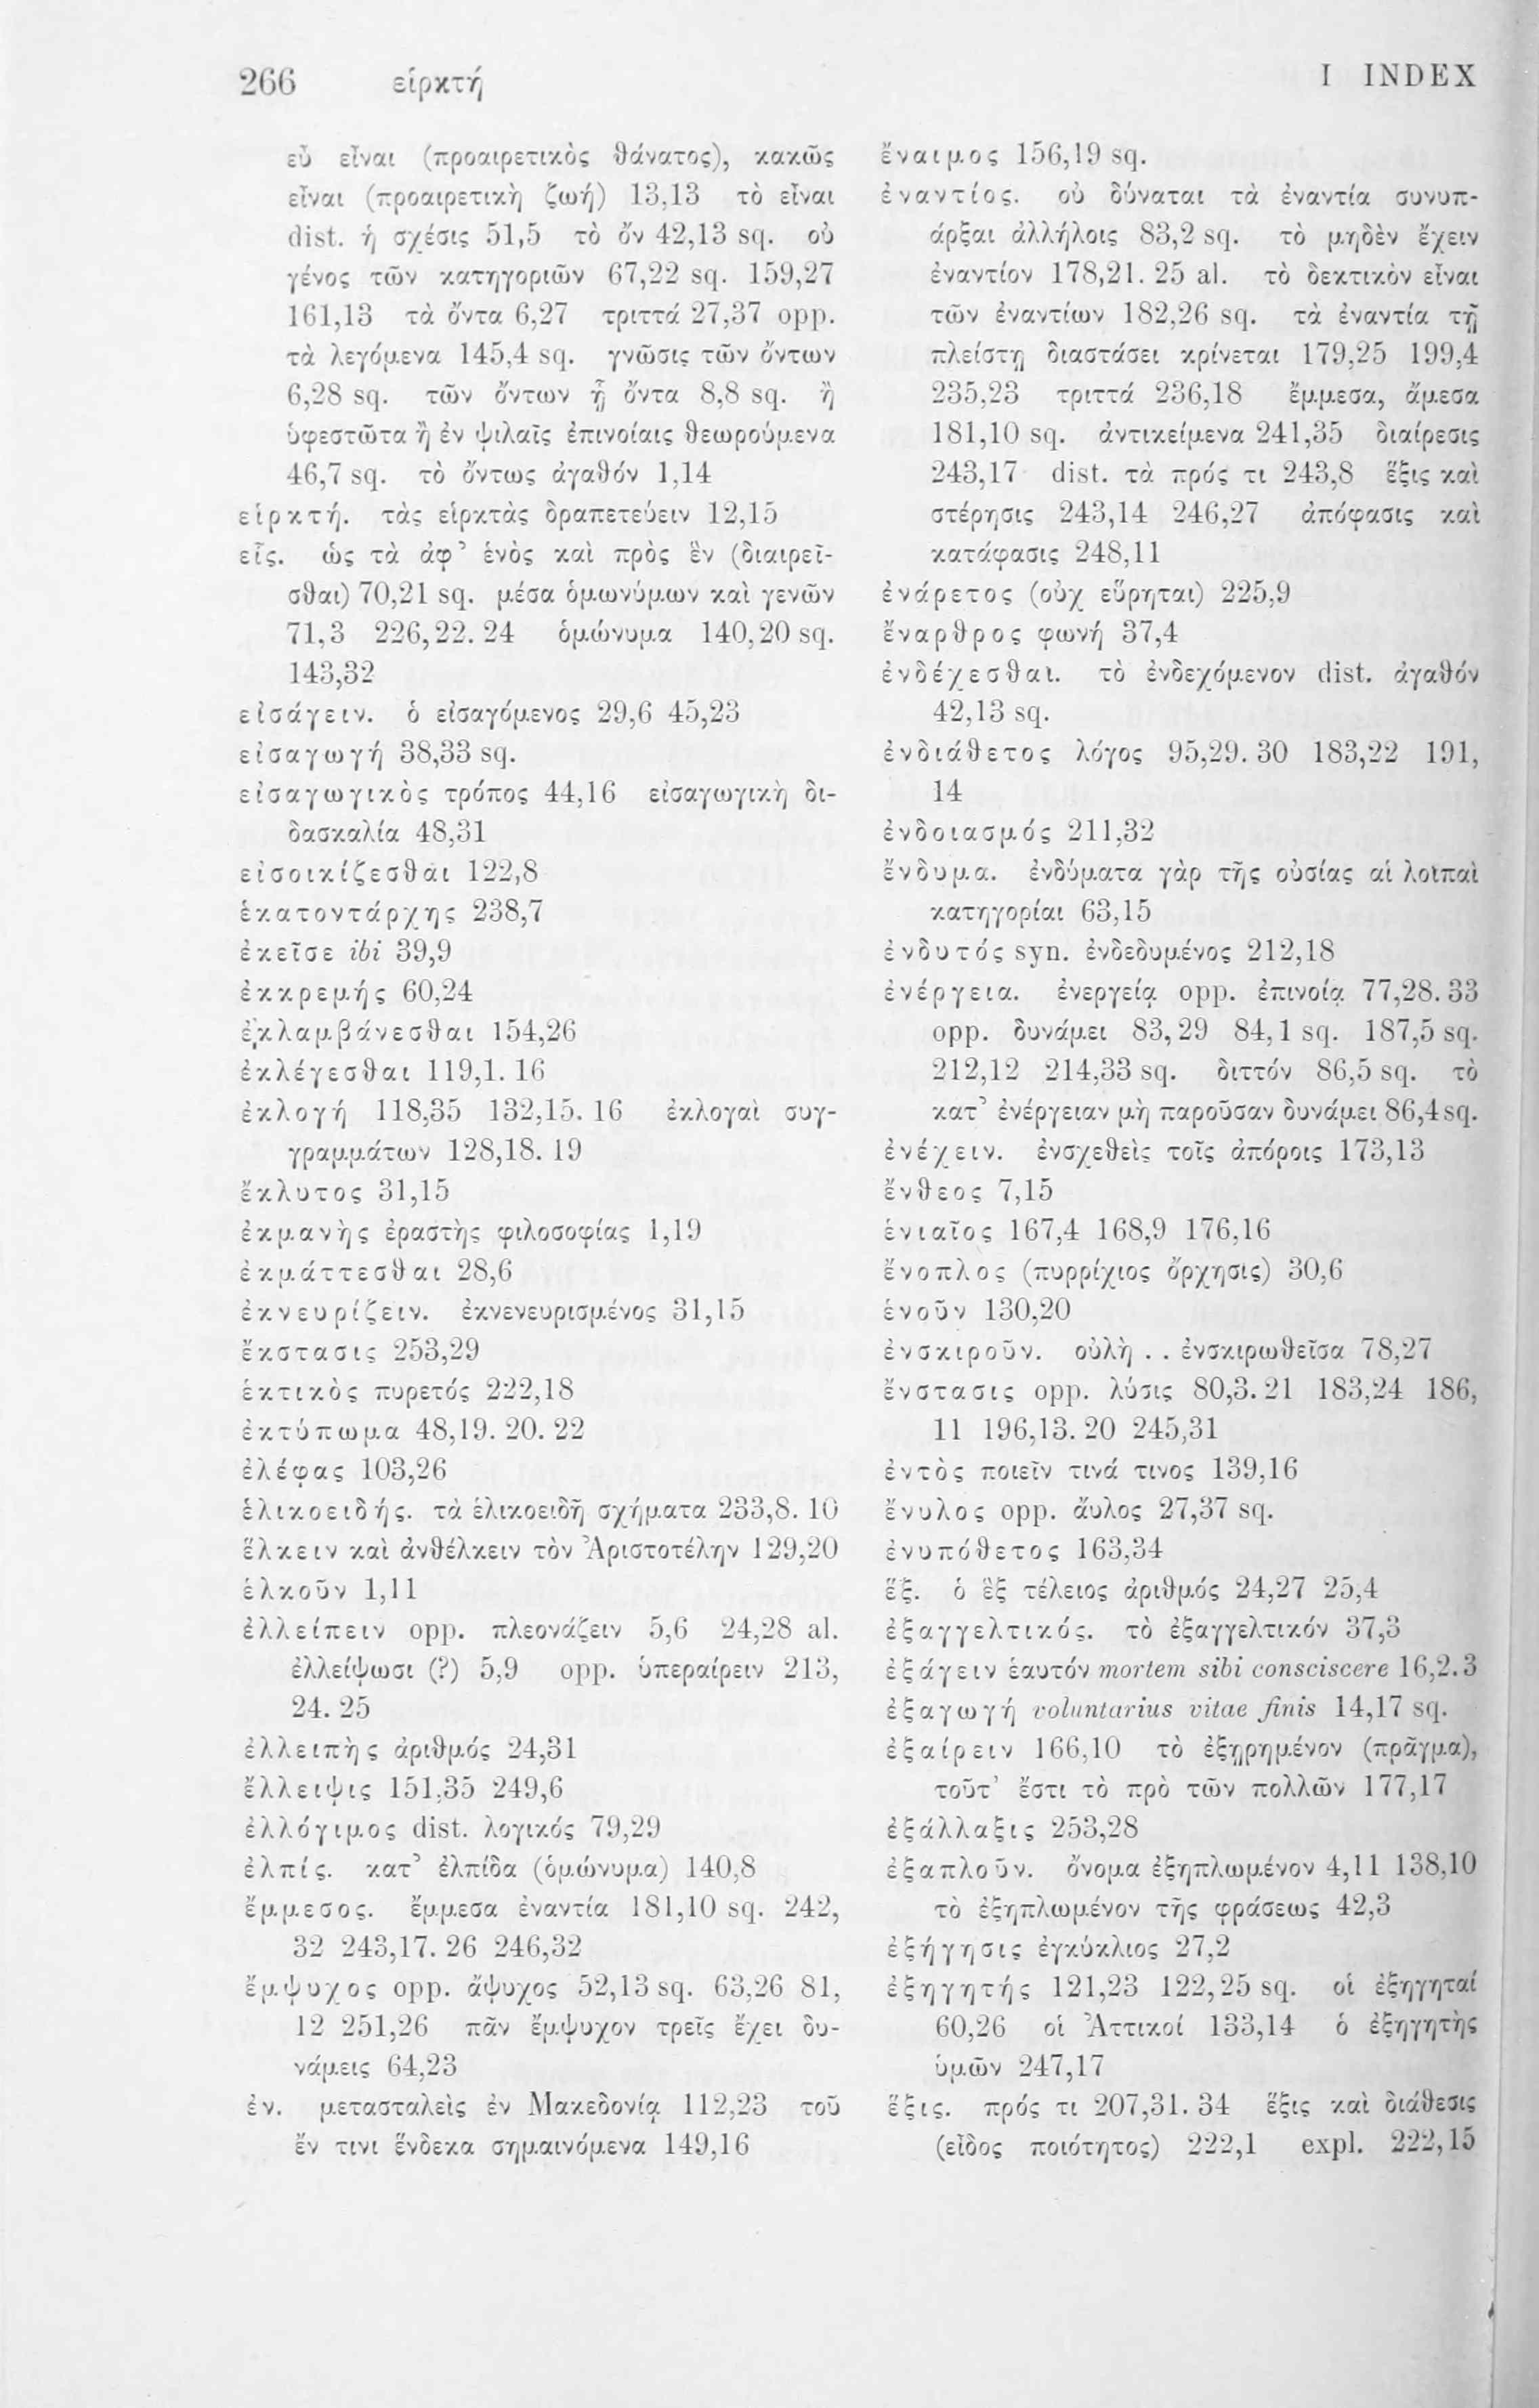 266 εἱρκτή I INDEX
εὖ εἶναι (προαιρετικὸς θάνατος), κακῶς
εἶναι (προαιρετικὴ ζωή) 13,13 τὸ εἶναι
dist. ἡ σχέσις 51,5 τὸ ὄν 42,13 sq. οὐ
γένος τῶν κατηγοριῶν 67,22 sq. 159,27
161,13 τὰ ὄντα 6,27 τριττά 27,37 opp.
τὰ λεγόμενα 145,4 sq. γνῶσις τῶν ὄντων
6,28 sq. τῶν ὄντων ᾗ ὄντα 8,8 sq. ἢ
ὑφεστῶτα ἢ ἐν ψιλαῖς ἐπινοίαις θεωρούμενα
46,7 sq. τὸ ὄντως ἀγαθόν 1,14
εἱρκτή. τὰς εἱρκτὰς δραπετεύειν 12,15
εἷς. ὡς τὰ ἀφ’ ἑνὸς καὶ πρὸς ἓν (διαιρεῖ-
σθαι) 70,21 sq. μέσα ὁμωνύμων καὶ γενῶν
71,3 226,22. 24 ὁμώνυμα 140,20 sq.
143,32
εἰσάγειν. ὁ εἰσαγόμενος 29,6 45,23
εἰσαγωγή 38,33 sq.
εἰσαγωγικὸς τρόπος 44,16 εἰσαγωγικὴ δι-
δασκαλία 48,31
εἰσοικίζεσθαι 122,8
ἑκατοντάρχης 238,7
ἐκεῖσε ibi 39,9
ἐκκρεμής 60,24
ἐκλαμβάνεσθαι 154,26
ἐκλέγεσθαι 119,1. 16
ἐκλογή 118,35 132,15. 16 ἐκλογαὶ συγ-
γραμμάτων 128,18. 19
ἔκλυτος 31,15
ἐκμανὴς ἐραστὴς φιλοσοφίας 1,19
ἐκμάττεσθαι 28,6
ἐκνευρίζειν. ἐκνενευρισμένος 31,15
ἔκστασις 253,29
ἑκτικὸς πυρετός 222,18
ἐκτύπωμα 48,19. 20. 22
ἐλέφας 103,26
ἑλικοειδής. τὰ ἑλικοειδῆ σχήματα 233,8. 10
ἕλκειν καὶ ἀνθέλκειν τὸν Ἀριστοτέλην 129,20
ἑλκοῦν 1,11
ἐλλείπειν opp. πλεονάζειν 5,6 24,28 al.
ἐλλείψωσι (?) 5,9 opp. ὑπεραίρειν 213,
24. 25
ἐλλειπὴς ἀριθμός 24,31
ἔλλειψις 151,35 249,6
ἐλλόγιμος dist. λογικός 79,29
ἐλπίς. κατ’ ἐλπίδα (ὁμώνυμα) 140,8
ἔμμεσος. ἔμμεσα ἐναντία 181,10 sq. 242,
32 243,17. 26 246,32
ἔμψυχος opp. ἄψυχος 52,13 sq. 63,26 81,
12 251,26 πᾶν ἔμψυχον τρεῖς ἔχει δυ-
νάμεις 64,23
ἐν. μετασταλεὶς ἐν Μακεδονίᾳ 112,23 τοῦ
ἔν τινι ἕνδεκα σημαινόμενα 149,16
ἔναιμος 156,19 sq.
ἐναντίος. οὐ δύναται τὰ ἐναντία συνυπ-
άρξαι ἀλλήλοις 83,2 sq. τὸ μηδὲν ἔχειν
ἐναντίον 178,21. 25 al. τὸ δεκτικὸν εἶναι
τῶν ἐναντίων 182,26 sq. τὰ ἐναντία τῇ
πλείστῃ διαστάσει κρίνεται 179,25 199,4
235,23 τριττά 236,18 ἔμμεσα, ἄμεσα
181,10 sq. ἀντικείμενα 241,35 διαίρεσις
243,17 dist. τὰ πρός τι 243,8 ἕξις καὶ
στέρησις 243,14 246,27 ἀπόφασις καὶ
κατάφασις 248,11
ἐνάρετος (οὐχ εὕρηται) 225,9
ἔναρθρος φωνή 37,4
ἐνδέχεσθαι. τὸ ἐνδεχόμενον dist. ἀγαθόν
42,13 sq.
ἐνδιάθετος λόγος 95,29. 30 183,22 191,
14
ἐνδοιασμός 211,32
ἔνδυμα. ἐνδύματα γὰρ τῆς οὐσίας αἱ λοιπαὶ
κατηγορίαι 63,15
ἐνδυτός syn. ἐνδεδυμένος 212,18
ἐνέργεια. ἐνεργείᾳ opp. ἐπινοίᾳ 77,28. 33
opp. δυνάμει 83,29 84,1 sq. 187,5 sq.
212,12 214,33 sq. διττόν 86,5 sq. τὸ
κατ’ ἐνέργειαν μὴ παροῦσαν δυνάμει 86,4 sq.
ἐνέχειν. ἐνσχεθεὶς τοῖς ἀπόροις 173,13
ἔνθεος 7,15
ἑνιαῖος 167,4 168,9 176,16
ἔνοπλος (πυρρίχιος ὄρχησις) 30,6
ἑνοῦν 130,20
ἐνσκιροῦν. οὐλὴ . . ἐνσκιρωθεῖσα 78,27
ἔνστασις opp. λύσις 80,3. 21 183,24 186,
11 196,13. 20 245,31
ἐντὸς ποιεῖν τινά τινος 139,16
ἔνυλος opp. ἄυλος 27,37 sq.
ἐνυπόθετος 163,34
ἕξ. ὁ ἓξ τέλειος ἀριθμός 24,27 25,4
ἐξαγγελτικός. τὸ ἐξαγγελτικόν 37,3
ἐξάγειν ἑαυτόν mortem sibi consciscere 16,2. 3
ἐξαγωγή voluntarius vitae finis 14,17 sq.
ἐξαίρειν 166,10 τὸ ἐξῃρημένον (πρᾶγμα),
τοῦτ’ ἔστι τὸ πρὸ τῶν πολλῶν 177,17
ἐξάλλαξις 253,28
ἐξαπλοῦν. ὄνομα ἐξηπλωμένον 4,11 138,10
τὸ ἐξηπλωμένον τῆς φράσεως 42,3
ἐξήγησις ἐγκύκλιος 27,2
ἐξηγητής 121,23 122,25 sq. οἱ ἐξηγηταί
60,26 οἱ Ἀττικοί 133,14 ὁ ἐξηγητὴς
ὑμῶν 247,17
ἕξις. πρός τι 207,31. 34 ἕξις καὶ διάθεσις
(εἶδος ποιότητος) 222,1 expl. 222,15